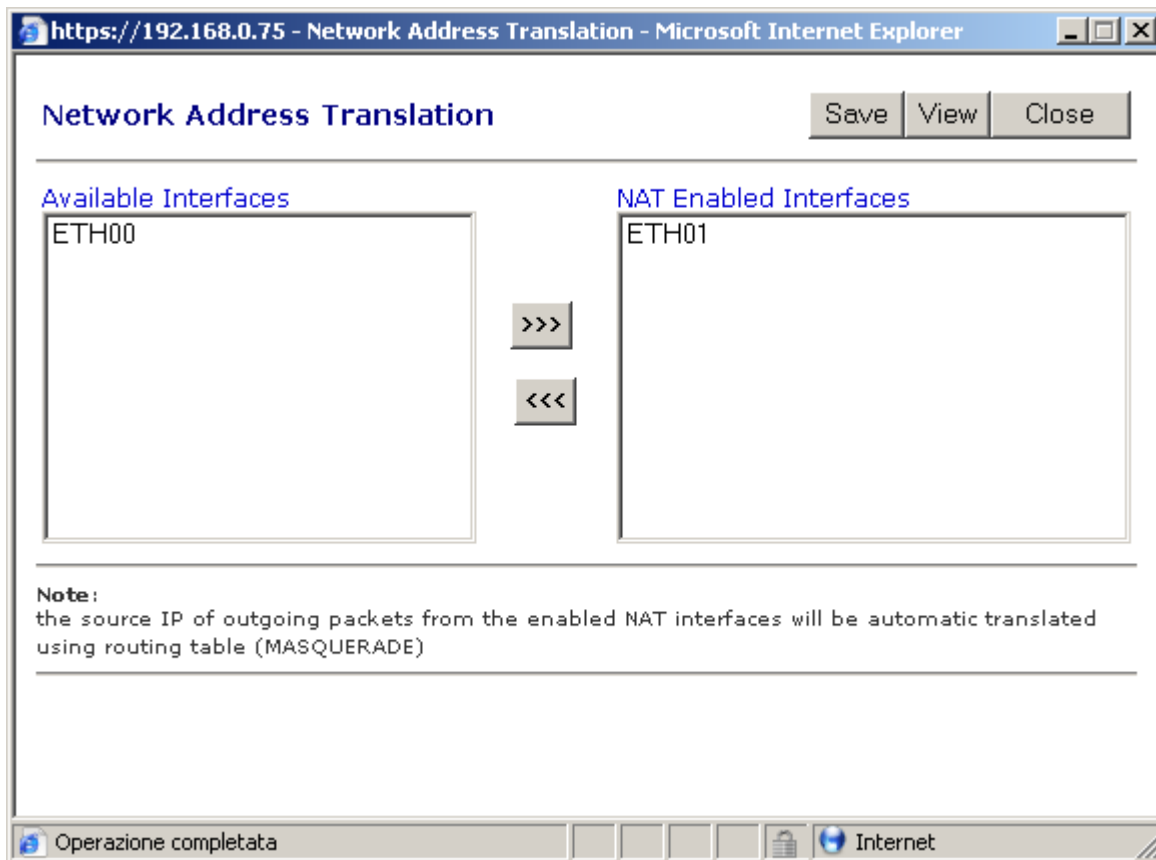 https://192.168.0.75 - Network Address Translation - Microsoft Internet Explorer
Network Address Translation
Save View Close
Available Interfaces
NAT Enabled Interfaces
ETH00
ETH01
>>>
<<<
Note:
the source IP of outgoing packets from the enabled NAT interfaces will be automatic translated
using routing table (MASQUERADE)
Operazione completata
Internet